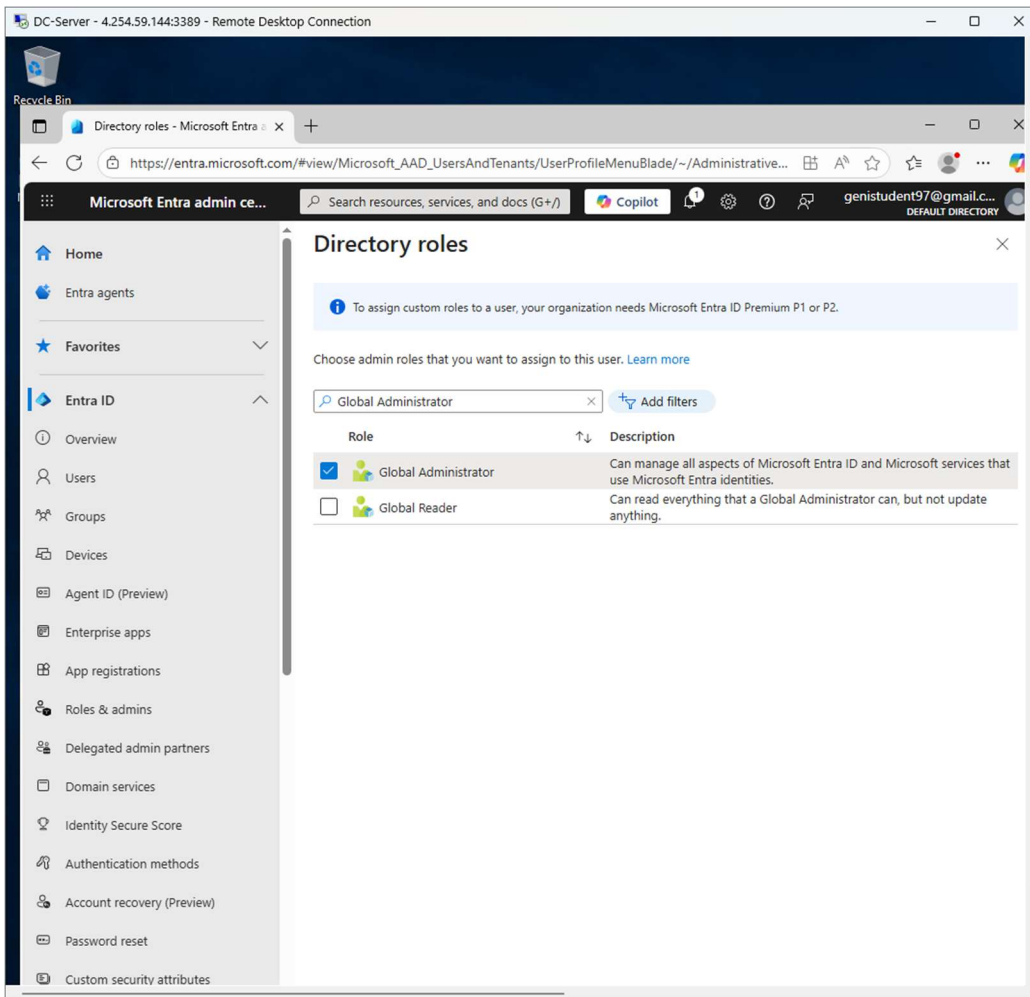 DC-Server - 4.254.59.144:3389 - Remote Desktop Connection
Recycle Bin
Directory roles - Microsoft Entra a
https://entra.microsoft.com/#view/Microsoft_AAD_UsersAndTenants/UserProfileMenuBlade/~/Administrative...
Microsoft Entra admin ce...
Search resources, services, and docs (G+/)
Copilot
1
genistudent97@gmail.c...
DEFAULT DIRECTORY
Home
Entra agents
Favorites
Entra ID
Overview
Users
Groups
Devices
Agent ID (Preview)
Enterprise apps
App registrations
Roles & admins
Delegated admin partners
Domain services
Identity Secure Score
Authentication methods
Account recovery (Preview)
Password reset
Custom security attributes
Directory roles
To assign custom roles to a user, your organization needs Microsoft Entra ID Premium P1 or P2.
Choose admin roles that you want to assign to this user. Learn more
Global Administrator
Add filters
Role
Description
Global Administrator
Can manage all aspects of Microsoft Entra ID and Microsoft services that
use Microsoft Entra identities.
Global Reader
Can read everything that a Global Administrator can, but not update
anything.